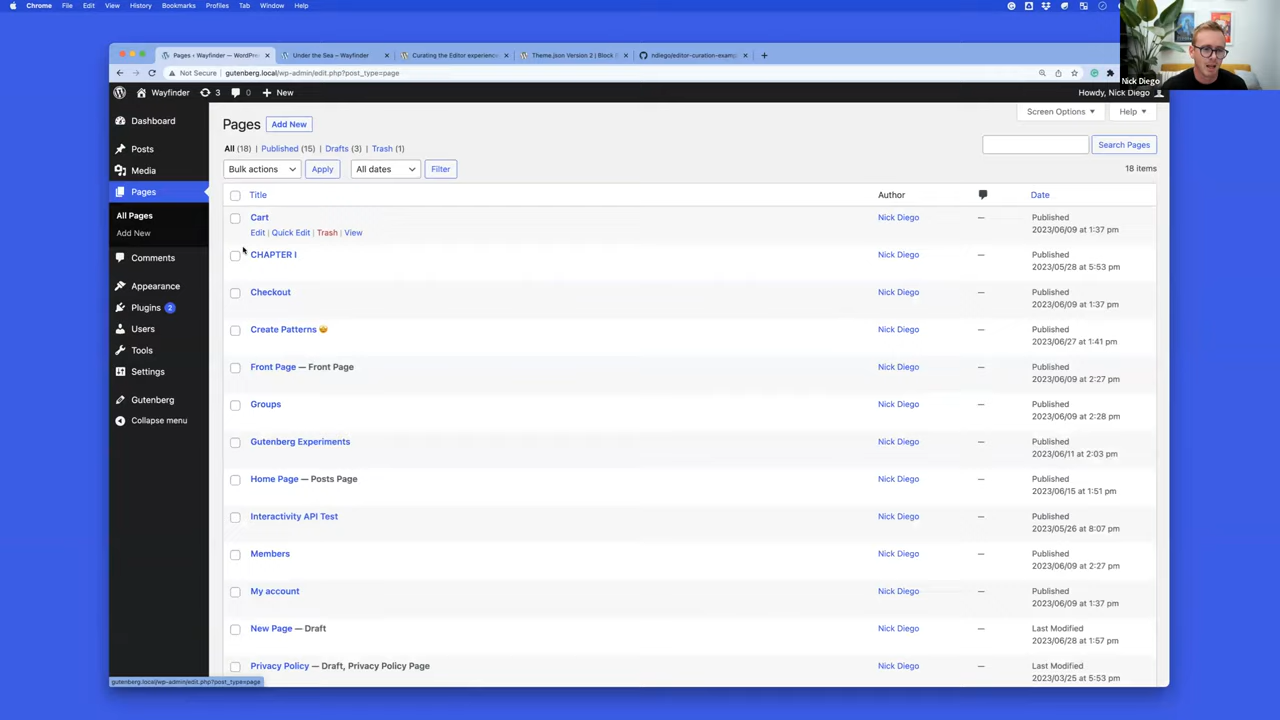 Chrome File Edit View History Bookmarks Profiles Tab Window Help
Nick Diego
Pages ‹ Wayfinder — WordPre
Under the Sea – Wayfinder
Curating the Editor experienc
Theme.json Version 2 | Block
hdiego/editor-curation-examp
Not Secure gutenberg.local/wp-admin/edit.php?post_type=page
Wayfinder 3 0 New
Howdy, Nick Diego
Dashboard
Posts
Media
Pages
All Pages
Add New
Comments
Appearance
Plugins 2
Users
Tools
Settings
Gutenberg
Collapse menu
Screen Options Help
Pages Add New
All (18) | Published (15) | Drafts (3) | Trash (1)
Search Pages
Bulk actions Apply All dates Filter
18 items
Title Author Date
Cart Nick Diego — Published
2023/06/09 at 1:37 pm
Edit | Quick Edit | Trash | View
CHAPTER I Nick Diego — Published
2023/05/28 at 5:53 pm
Checkout Nick Diego — Published
2023/06/09 at 1:37 pm
Create Patterns Nick Diego — Published
2023/06/27 at 1:41 pm
Front Page — Front Page Nick Diego — Published
2023/06/09 at 2:27 pm
Groups Nick Diego — Published
2023/06/09 at 2:28 pm
Gutenberg Experiments Nick Diego — Published
2023/06/11 at 2:03 pm
Home Page — Posts Page Nick Diego — Published
2023/06/15 at 1:51 pm
Interactivity API Test Nick Diego — Published
2023/05/26 at 8:07 pm
Members Nick Diego — Published
2023/06/09 at 2:27 pm
My account Nick Diego — Published
2023/06/09 at 1:37 pm
New Page — Draft Nick Diego — Last Modified
2023/06/28 at 1:57 pm
Privacy Policy — Draft, Privacy Policy Page Nick Diego — Last Modified
2023/03/25 at 5:53 pm
gutenberg.local/wp-admin/edit.php?post_type=page